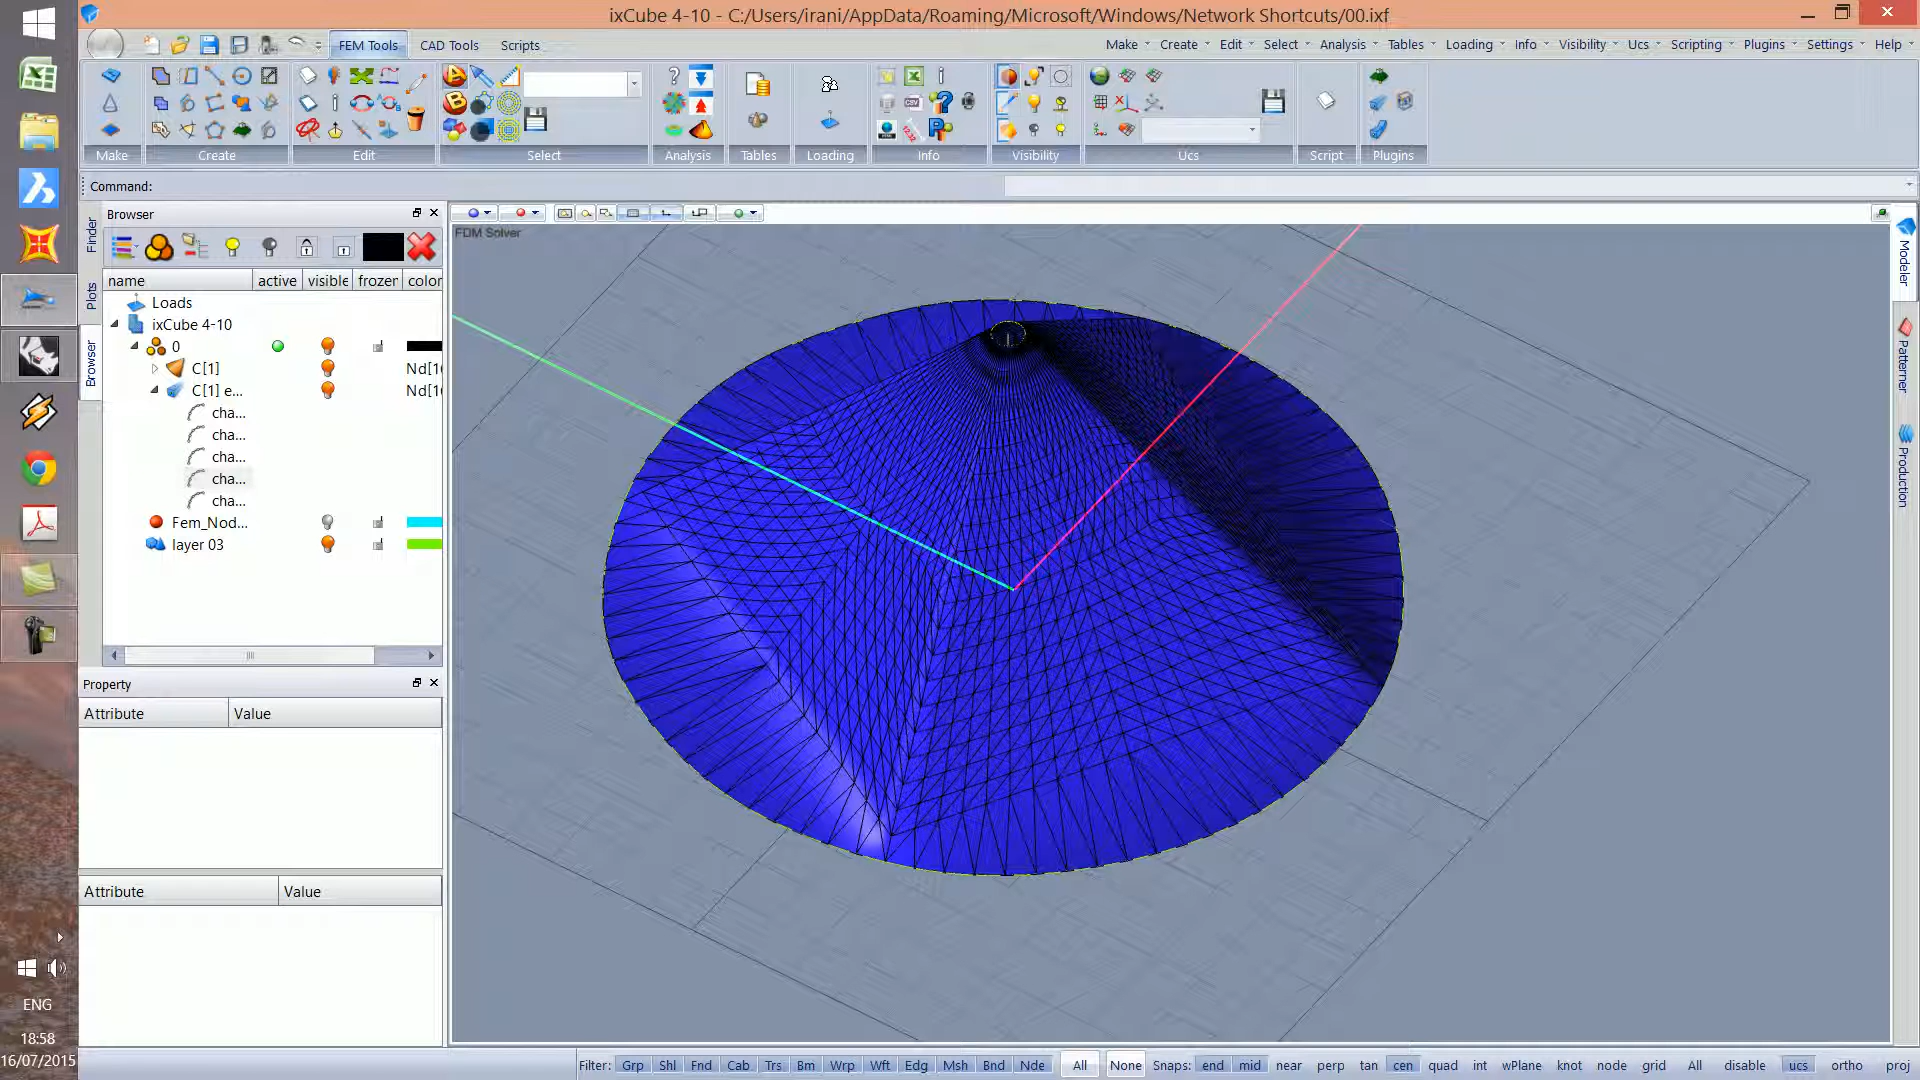 ixCube 4-10 - C:/Users/irani/AppData/Roaming/Microsoft/Windows/Network Shortcuts/00.ixf
FEM Tools CAD Tools Scripts
Make Create Edit Select Analysis Tables Loading Info Visibility Ucs Scripting Plugins Settings Help
Make Create Edit Select Analysis Tables Loading Info Visibility Ucs Script Plugins
Command:
Browser
FDM Solver
Finder
Plots
Browser
name active visible frozen color
Loads
ixCube 4-10
0
C[1] Nd[1
C[1] e... Nd[1
cha...
cha...
cha...
cha...
cha...
Fem_Nod...
layer 03
Property
Attribute Value
Attribute Value
Modeler
Patterner
Production
ENG
18:58
16/07/2015
Filter: Grp Shl Fnd Cab Trs Bm Wrp Wft Edg Msh Bnd Nde All None Snaps: end mid near perp tan cen quad int wPlane knot node grid All disable ucs ortho proj